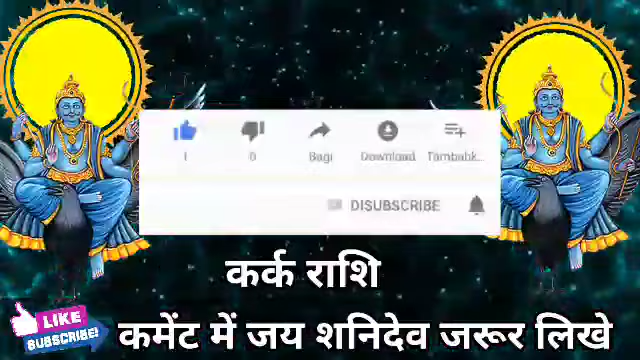 1 0 Bagi Download Tambahk...
DISUBSCRIBE
कर्क राशि
LIKE
SUBSCRIBE!
कमेंट में जय शनिदेव जरूर लिखे